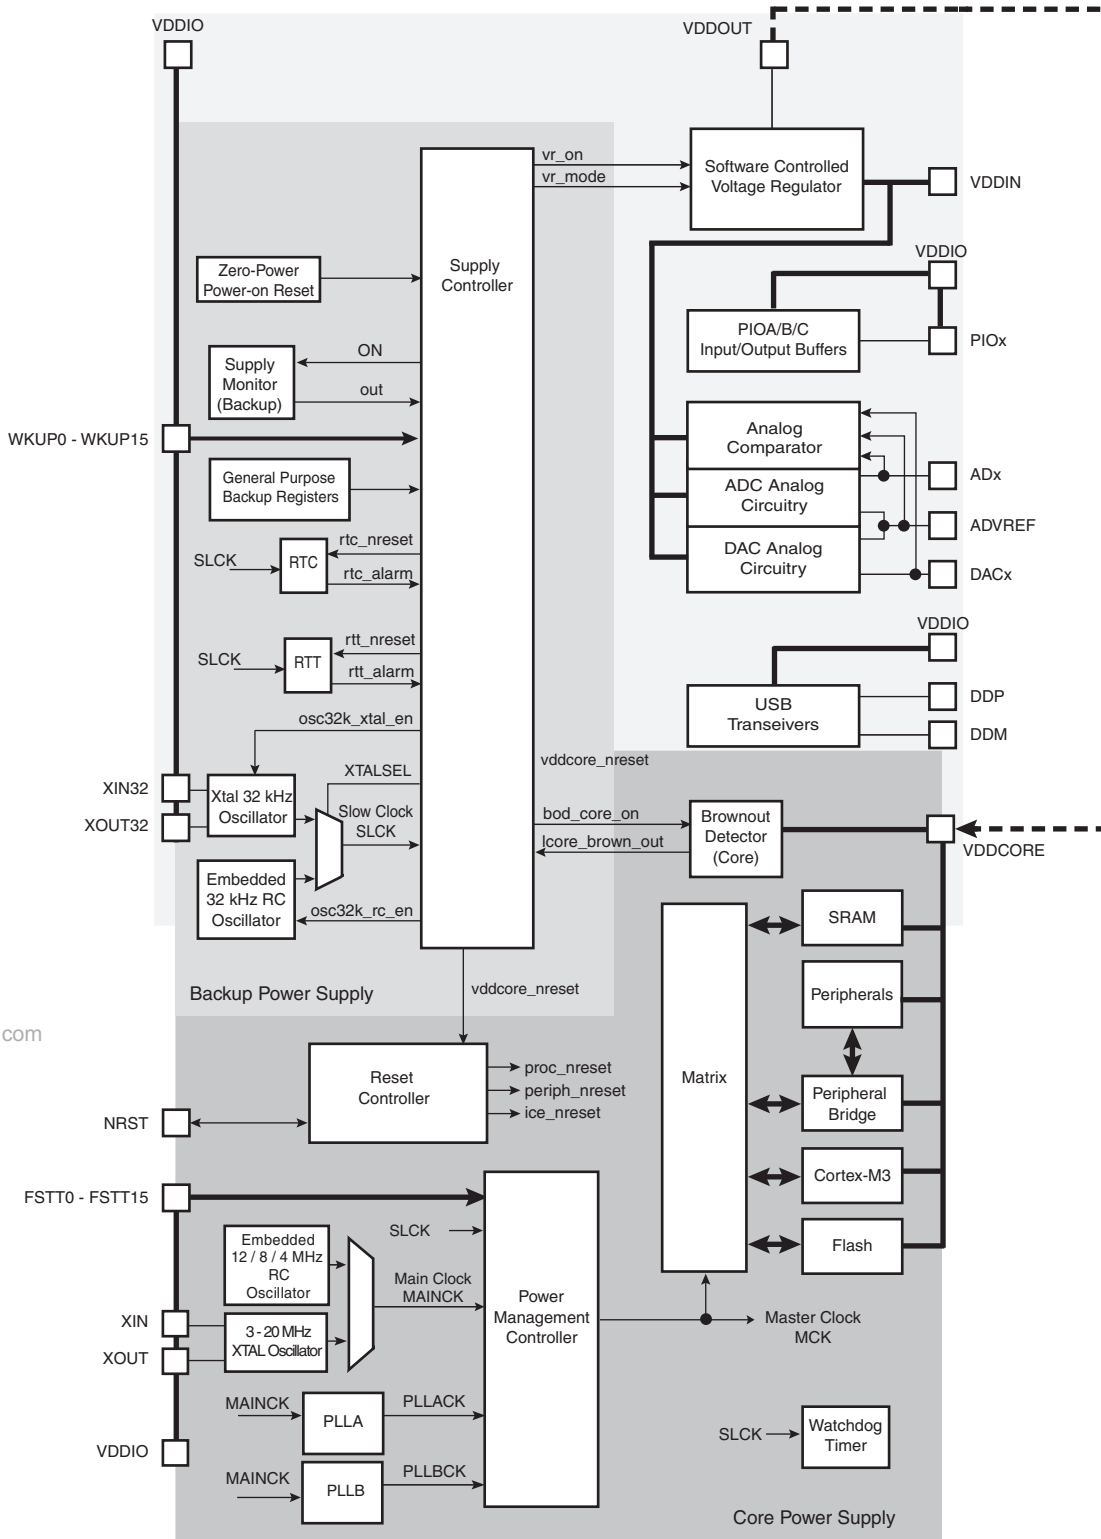 VDDIO
VDDOUT
vr_on
vr_mode
Software Controlled
Voltage Regulator
VDDIN
Supply
Controller
Zero-Power
Power-on Reset
VDDIO
PIOA/B/C
Input/Output Buffers
PIOx
ON
Supply
Monitor
(Backup)
out
WKUP0 - WKUP15
General Purpose
Backup Registers
Analog
Comparator
ADC Analog
Circuitry
DAC Analog
Circuitry
ADx
ADVREF
DACx
rtc_nreset
SLCK
RTC
rtc_alarm
rtt_nreset
SLCK
RTT
rtt_alarm
VDDIO
USB
Transeivers
DDP
DDM
osc32k_xtal_en
vddcore_nreset
XTALSEL
XIN32
XOUT32
Xtal 32 kHz
Oscillator
Slow Clock
SLCK
bod_core_on
lcore_brown_out
Brownout
Detector
(Core)
VDDCORE
Embedded
32 kHz RC
Oscillator
osc32k_rc_en
Backup Power Supply
vddcore_nreset
com
SRAM
Peripherals
Matrix
Peripheral
Bridge
Cortex-M3
Flash
Reset
Controller
proc_nreset
periph_nreset
ice_nreset
NRST
FSTT0 - FSTT15
SLCK
Embedded
12 / 8 / 4 MHz
RC
Oscillator
Main Clock
MAINCK
Power
Management
Controller
XIN
XOUT
3 - 20 MHz
XTAL Oscillator
Master Clock
MCK
MAINCK
PLLA
PLLACK
VDDIO
MAINCK
PLLB
PLLBCK
SLCK
Watchdog
Timer
Core Power Supply